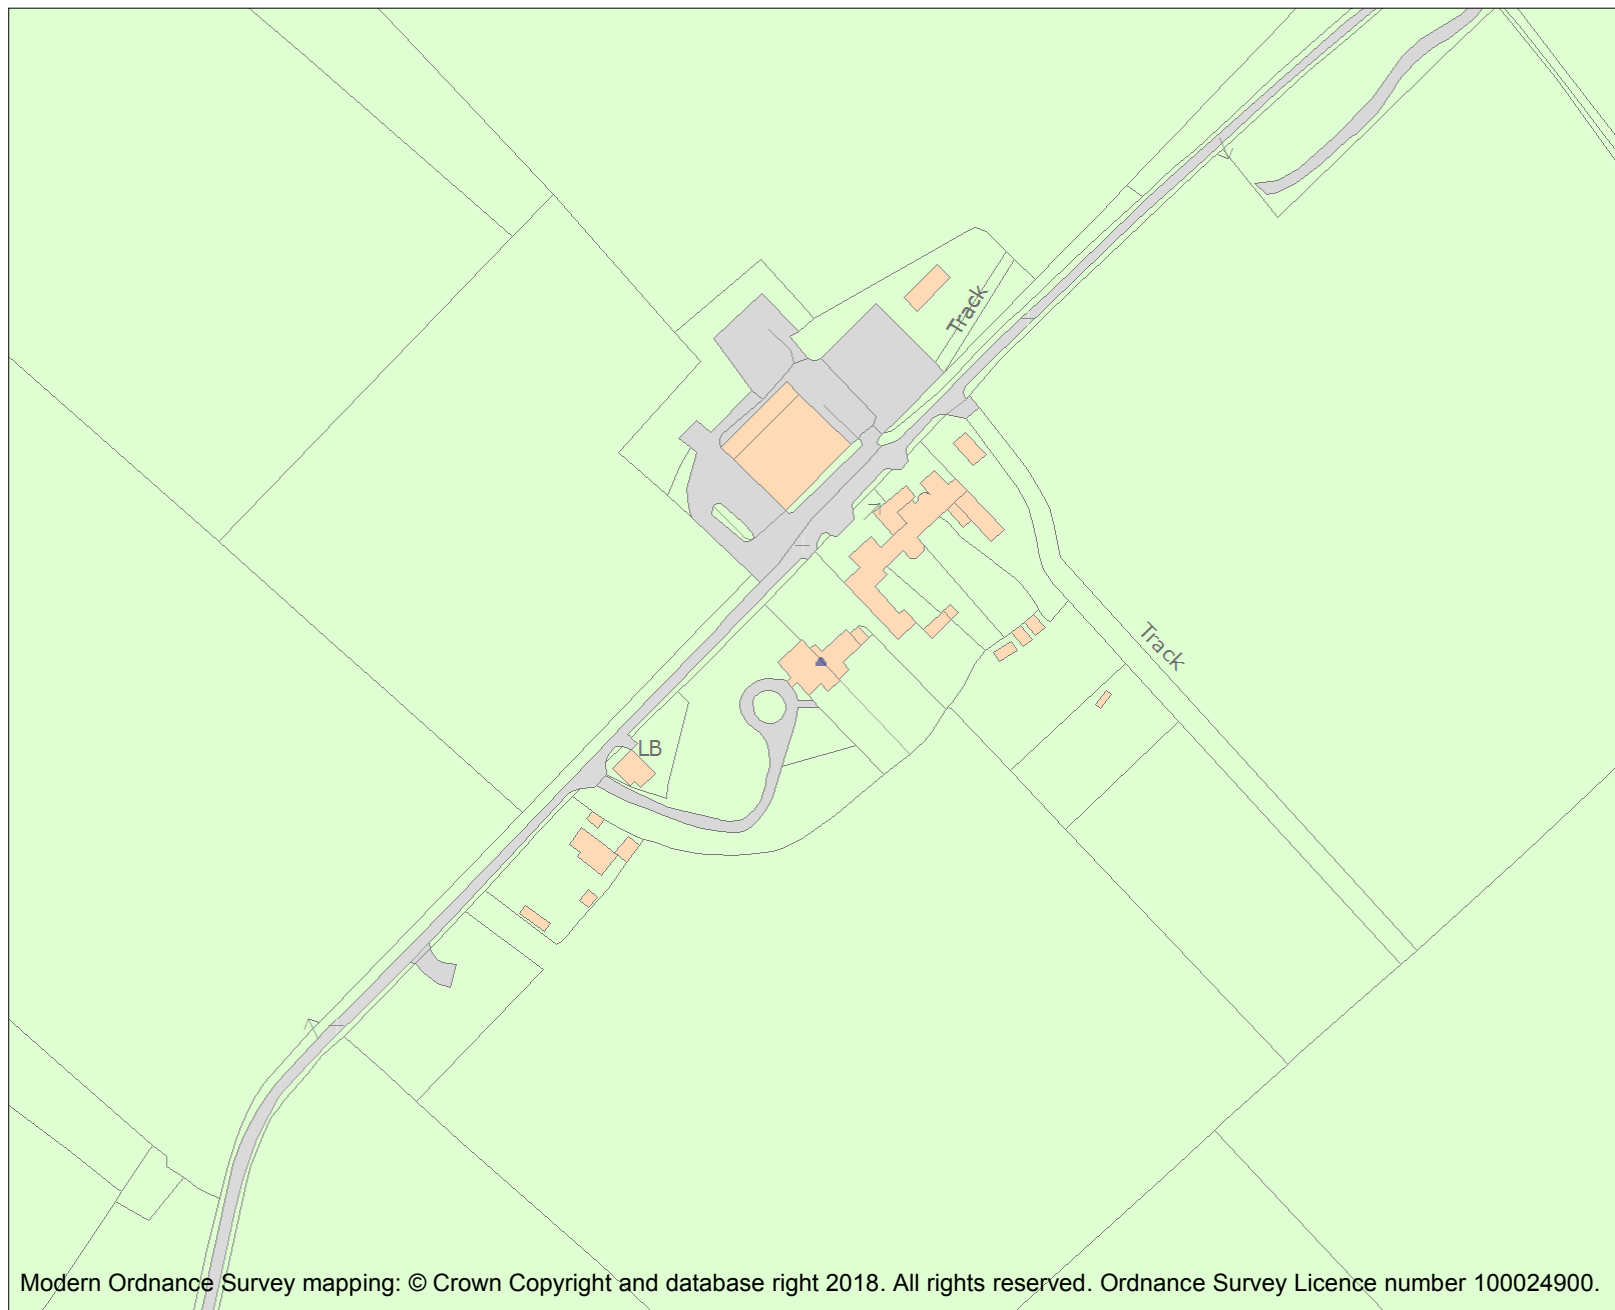 Track
Track
LB
Modern Ordnance Survey mapping: © Crown Copyright and database right 2018. All rights reserved. Ordnance Survey Licence number 100024900.